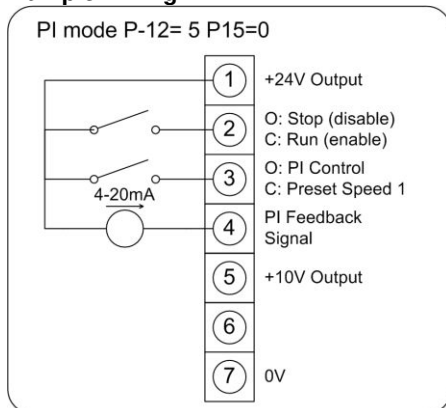 PI mode P-12= 5 P15=0
1
+24V Output
2
O: Stop (disable)
C: Run (enable)
3
O: PI Control
C: Preset Speed 1
4-20mA
4
PI Feedback
Signal
5
+10V Output
6
7
0V